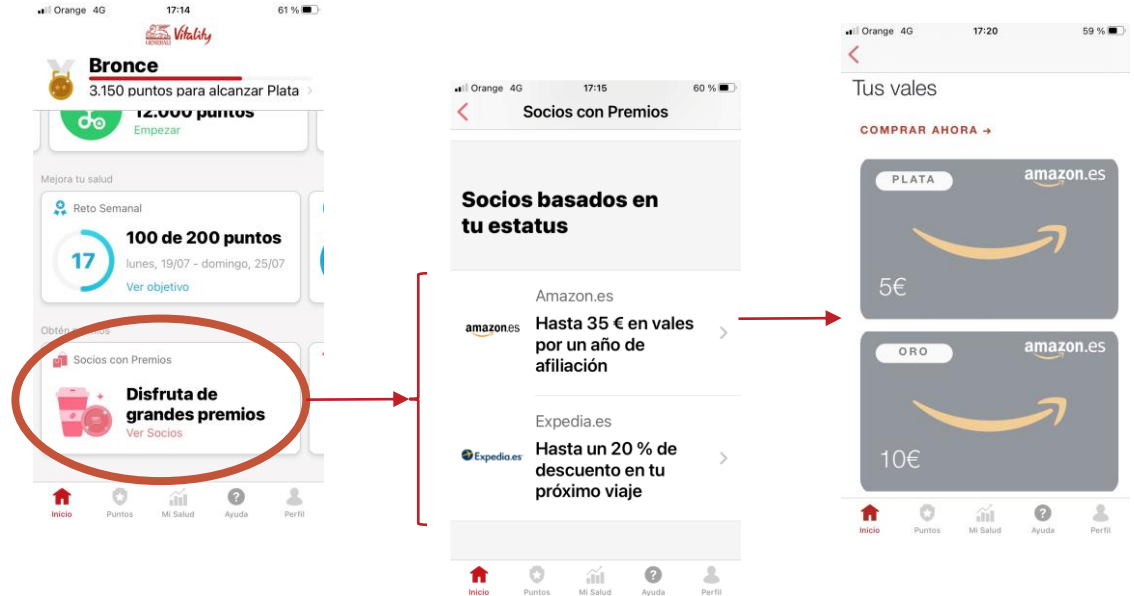 Orange 4G 17:14 61 %
GENERALI Vitality
Bronce
3.150 puntos para alcanzar Plata
12.000 puntos
Empezar
Mejora tu salud
Reto Semanal
17
100 de 200 puntos
lunes, 19/07 - domingo, 25/07
Ver objetivo
Obtén premios
Socios con Premios
Disfruta de
grandes premios
Ver Socios
Inicio Puntos Mi Salud Ayuda Perfil
Orange 4G 17:15 60 %
Socios con Premios
Socios basados en
tu estatus
Amazon.es
amazon.es
Hasta 35 € en vales
por un año de
afiliación
Expedia.es
Expedia.es
Hasta un 20 % de
descuento en tu
próximo viaje
Inicio Puntos Mi Salud Ayuda Perfil
Orange 4G 17:20 59 %
Tus vales
COMPRAR AHORA →
PLATA amazon.es
5€
ORO amazon.es
10€
Inicio Puntos Mi Salud Ayuda Perfil